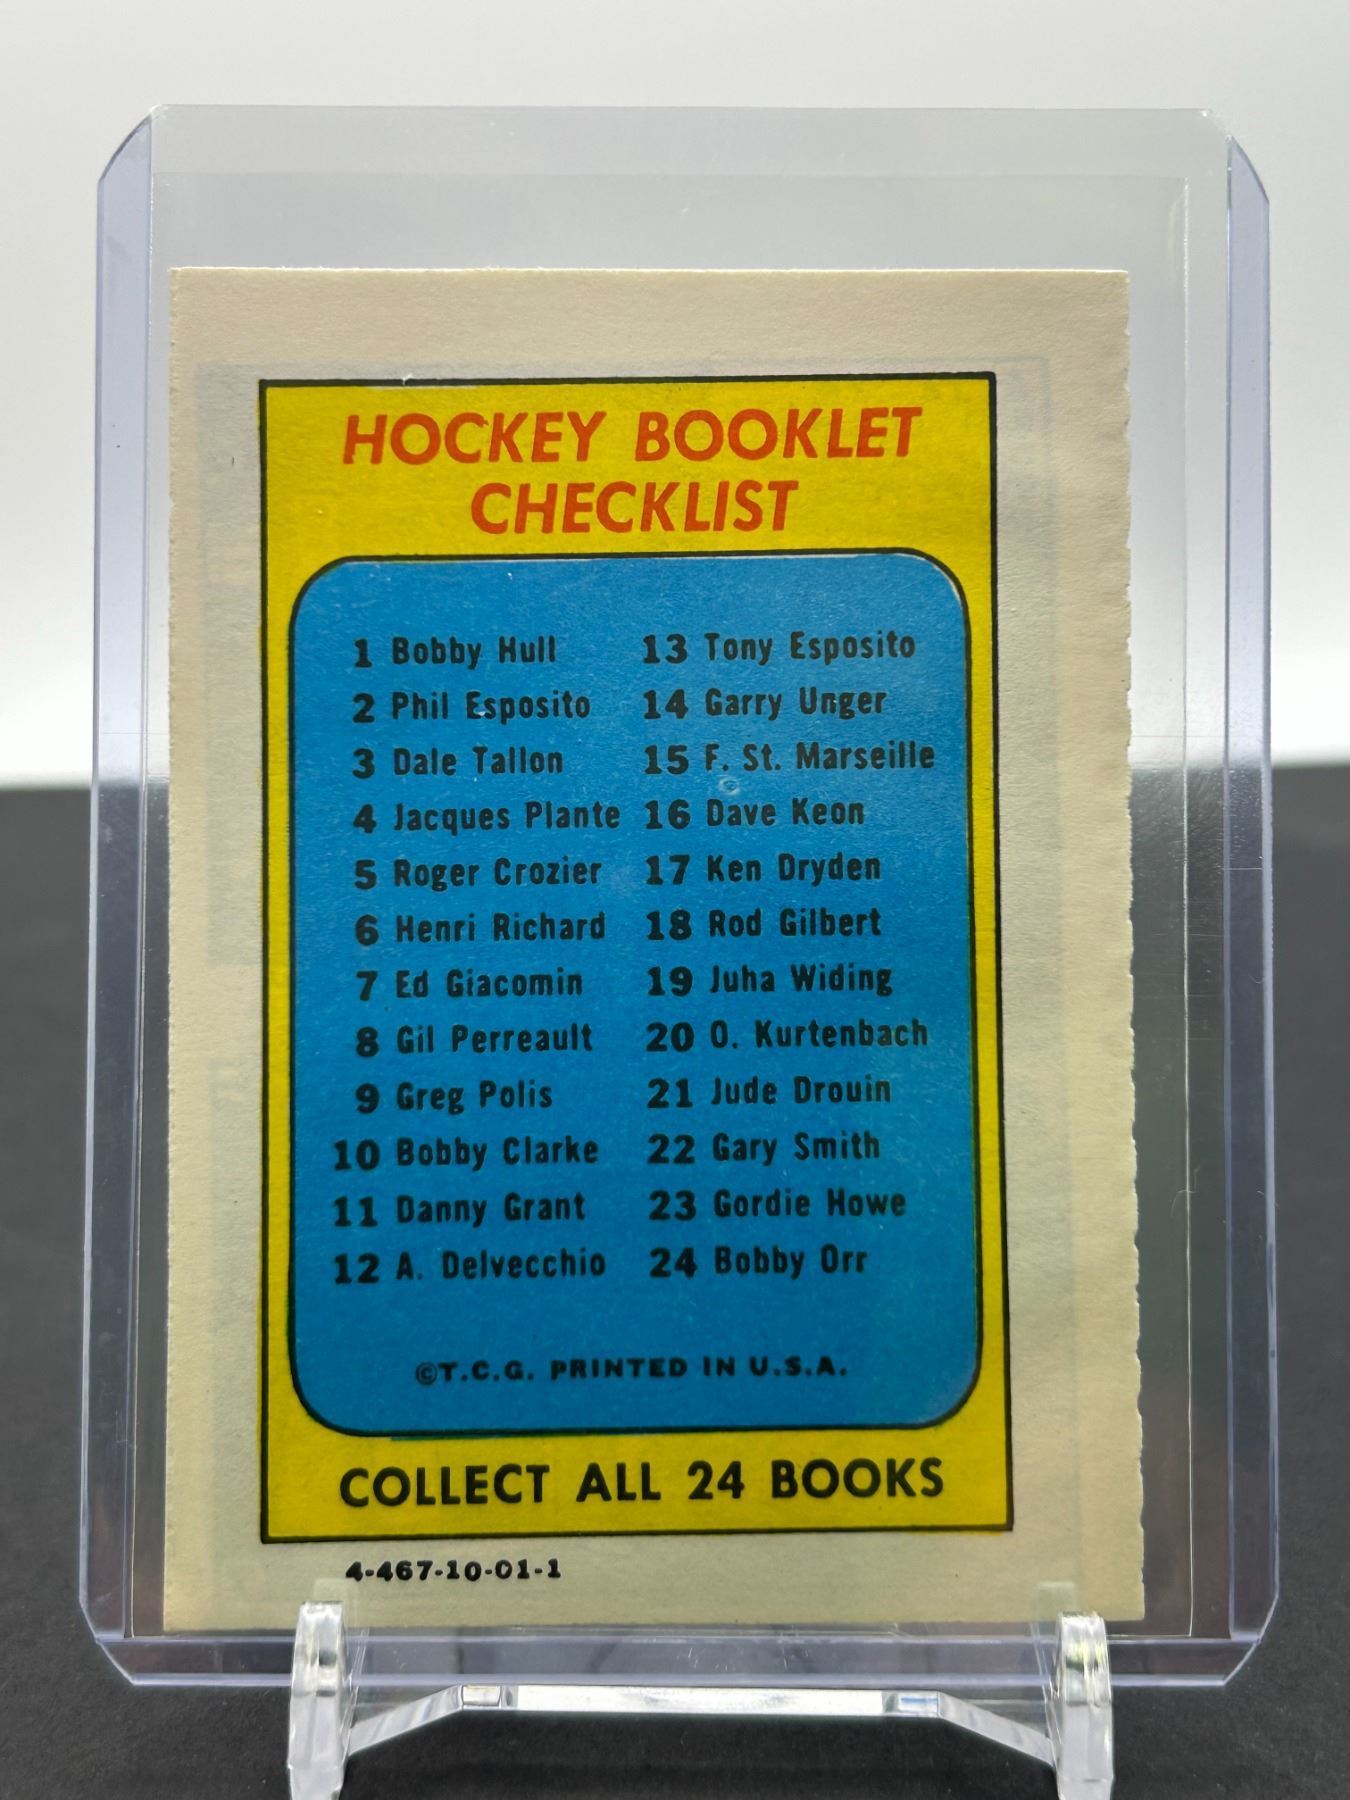 HOCKEY BOOKLET
CHECKLIST
1 Bobby Hull
2 Phil Esposito
3 Dale Tallon
4 Jacques Plante
5 Roger Crozier
6 Henri Richard
7 Ed Giacomin
8 Gil Perreault
9 Greg Polis
10 Bobby Clarke
11 Danny Grant
12 A. Delvecchio
13 Tony Esposito
14 Garry Unger
15 F. St. Marseille
16 Dave Keon
17 Ken Dryden
18 Rod Gilbert
19 Juha Widing
20 O. Kurtenbach
21 Jude Drouin
22 Gary Smith
23 Gordie Howe
24 Bobby Orr
©T.C.G. PRINTED IN U.S.A.
COLLECT ALL 24 BOOKS
4-467-10-01-1